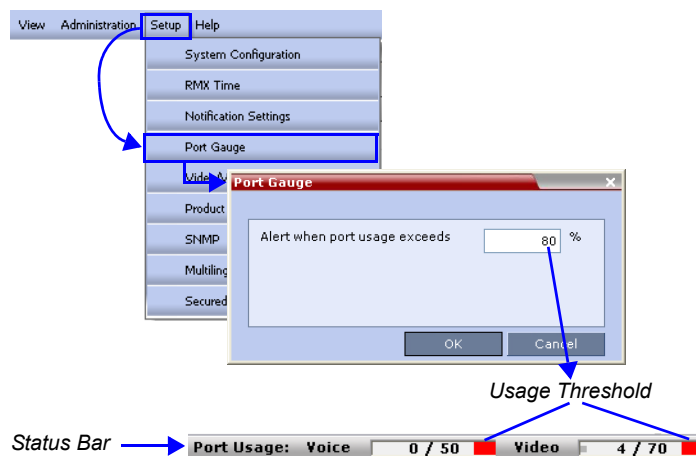 View Administration Setup Help
System Configuration
RMX Time
Notification Settings
Port Gauge
Port Gauge
Product
SNMP
Multiling
Secured
Alert when port usage exceeds 80 %
OK Cancel
Usage Threshold
Status Bar
Port Usage: Voice 0 / 50 Video 4 / 70